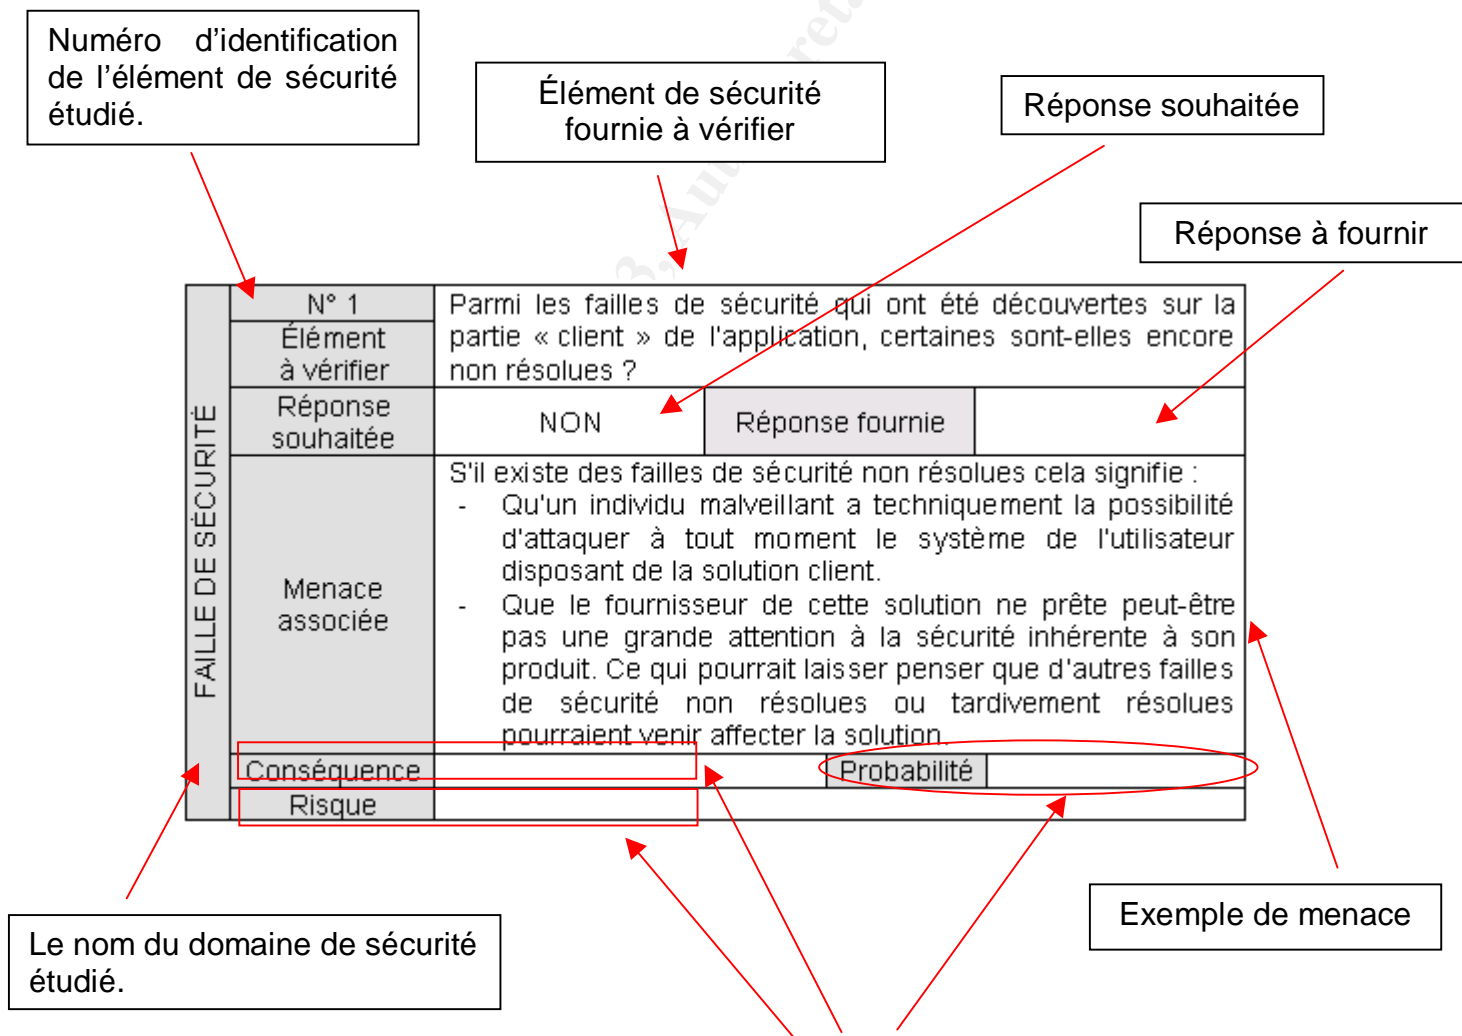 Numéro d'identification
de l'élément de sécurité
étudié.
Élément de sécurité
fournie à vérifier
Réponse souhaitée
Réponse à fournir
FAILLE DE SÉCURITÉ
N° 1
Élément
à vérifier
Parmi les failles de sécurité qui ont été découvertes sur la
partie « client » de l'application, certaines sont-elles encore
non résolues ?
Réponse
souhaitée
NON
Réponse fournie
Menace
associée
S'il existe des failles de sécurité non résolues cela signifie :
- Qu'un individu malveillant a techniquement la possibilité
d'attaquer à tout moment le système de l'utilisateur
disposant de la solution client.
- Que le fournisseur de cette solution ne prête peut-être
pas une grande attention à la sécurité inhérente à son
produit. Ce qui pourrait laisser penser que d'autres failles
de sécurité non résolues ou tardivement résolues
pourraient venir affecter la solution.
Conséquence
Probabilité
Risque
Le nom du domaine de sécurité
étudié.
Exemple de menace